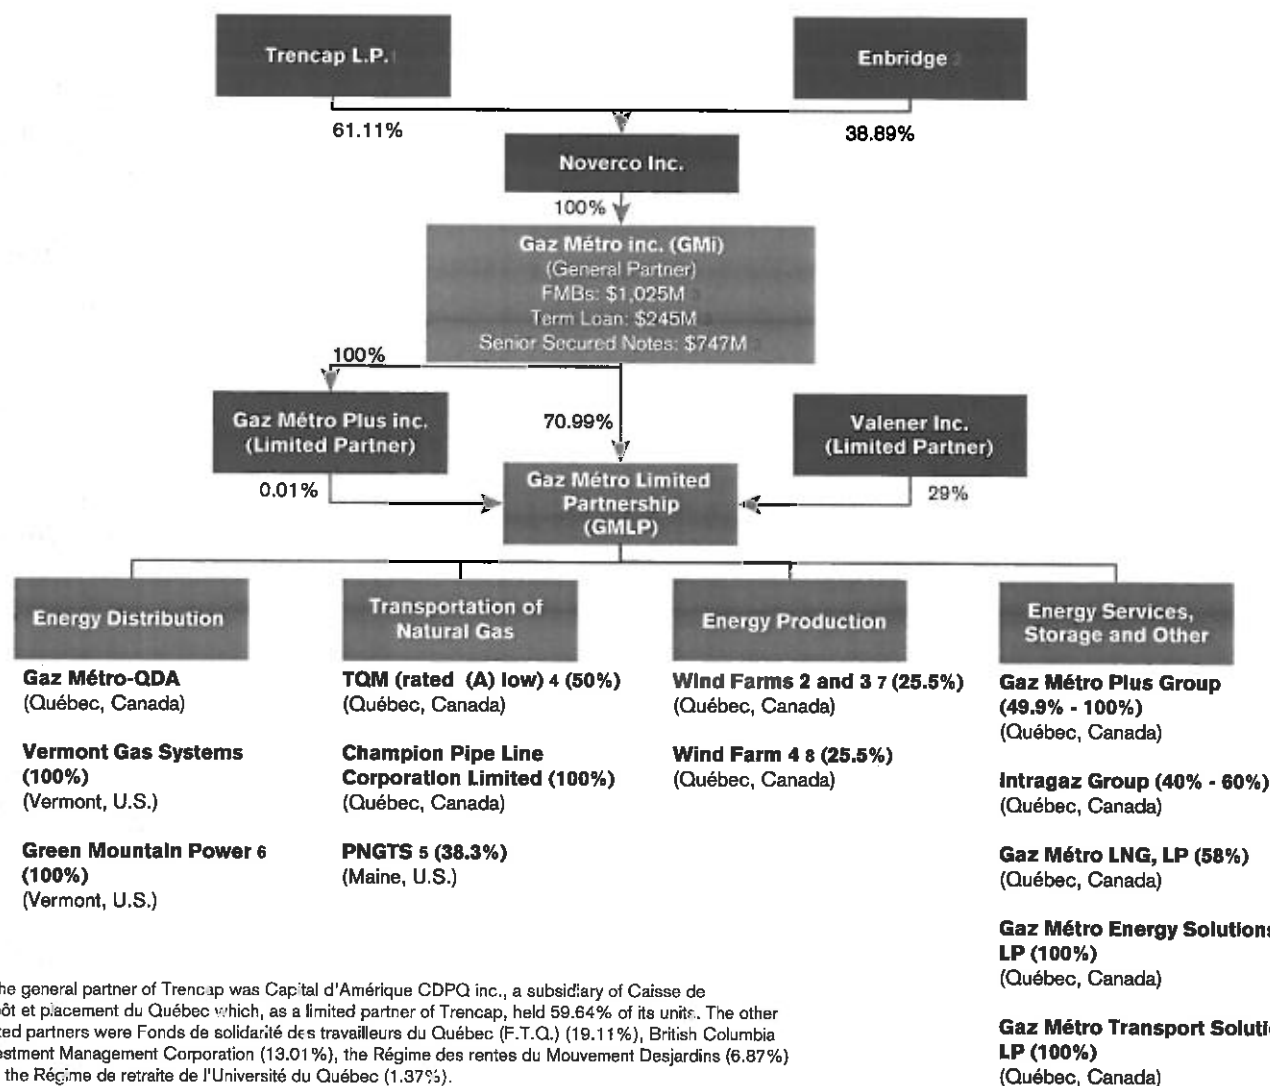 Trencap L.P. 1
Enbridge 2
61.11%
38.89%
Noverco Inc.
100%
Gaz Métro inc. (GMi)
(General Partner)
FMBs: $1,025M 3
Term Loan: $245M 3
Senior Secured Notes: $747M 3
100%
Gaz Métro Plus inc.
(Limited Partner)
70.99%
Valener Inc.
(Limited Partner)
0.01%
Gaz Métro Limited
Partnership
(GMLP)
29%
Energy Distribution
Gaz Métro-QDA
(Québec, Canada)
Vermont Gas Systems
(100%)
(Vermont, U.S.)
Green Mountain Power 6
(100%)
(Vermont, U.S.)
Transportation of
Natural Gas
TQM (rated (A) low) 4 (50%)
(Québec, Canada)
Champion Pipe Line
Corporation Limited (100%)
(Québec, Canada)
PNGTS 5 (38.3%)
(Maine, U.S.)
Energy Production
Wind Farms 2 and 3 7 (25.5%)
(Québec, Canada)
Wind Farm 4 8 (25.5%)
(Québec, Canada)
Energy Services,
Storage and Other
Gaz Métro Plus Group
(49.9% - 100%)
(Québec, Canada)
Intragaz Group (40% - 60%)
(Québec, Canada)
Gaz Métro LNG, LP (58%)
(Québec, Canada)
Gaz Métro Energy Solutions
LP (100%)
(Québec, Canada)
Gaz Métro Transport Soluti
LP (100%)
(Québec, Canada)
he general partner of Trencap was Capital d'Amérique CDPQ inc., a subsidiary of Caisse de
ôt et placement du Québec which, as a limited partner of Trencap, held 59.64% of its units. The other
ted partners were Fonds de solidarité des travailleurs du Québec (F.T.Q.) (19.11%), British Columbia
estment Management Corporation (13.01%), the Régime des rentes du Mouvement Desjardins (6.87%)
the Régime de retraite de l'Université du Québec (1.37%).